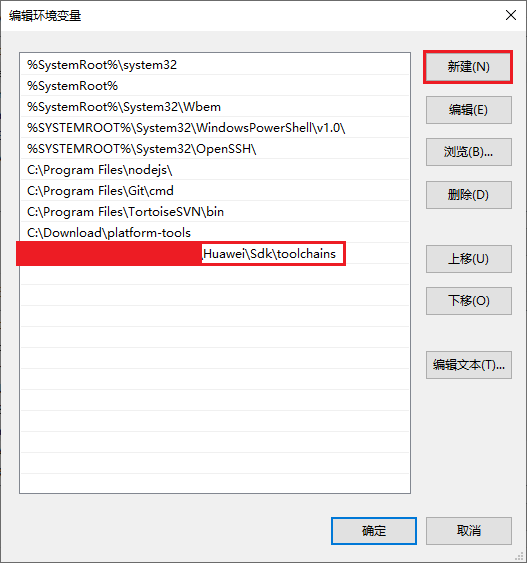 编辑环境变量
%SystemRoot%\system32
%SystemRoot%
%SystemRoot%\System32\Wbem
%SYSTEMROOT%\System32\WindowsPowerShell\v1.0\
%SYSTEMROOT%\System32\OpenSSH\
C:\Program Files\nodejs\
C:\Program Files\Git\cmd
C:\Program Files\TortoiseSVN\bin
C:\Download\platform-tools
\Huawei\Sdk\toolchains
新建(N)
编辑(E)
浏览(B)...
删除(D)
上移(U)
下移(O)
编辑文本(T)...
确定
取消